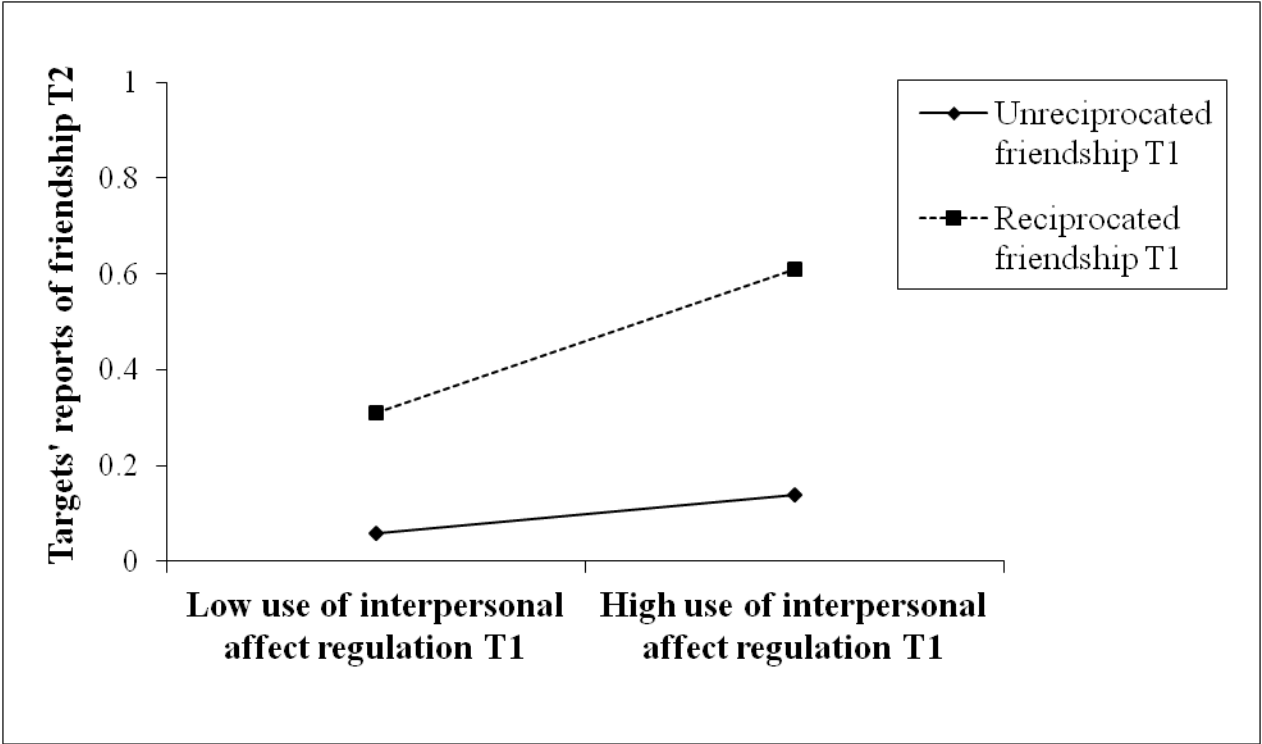 Targets' reports of friendship T2
1
0.8
0.6
0.4
0.2
0
Low use of interpersonal
affect regulation T1
High use of interpersonal
affect regulation T1
Unreciprocated
friendship T1
Reciprocated
friendship T1